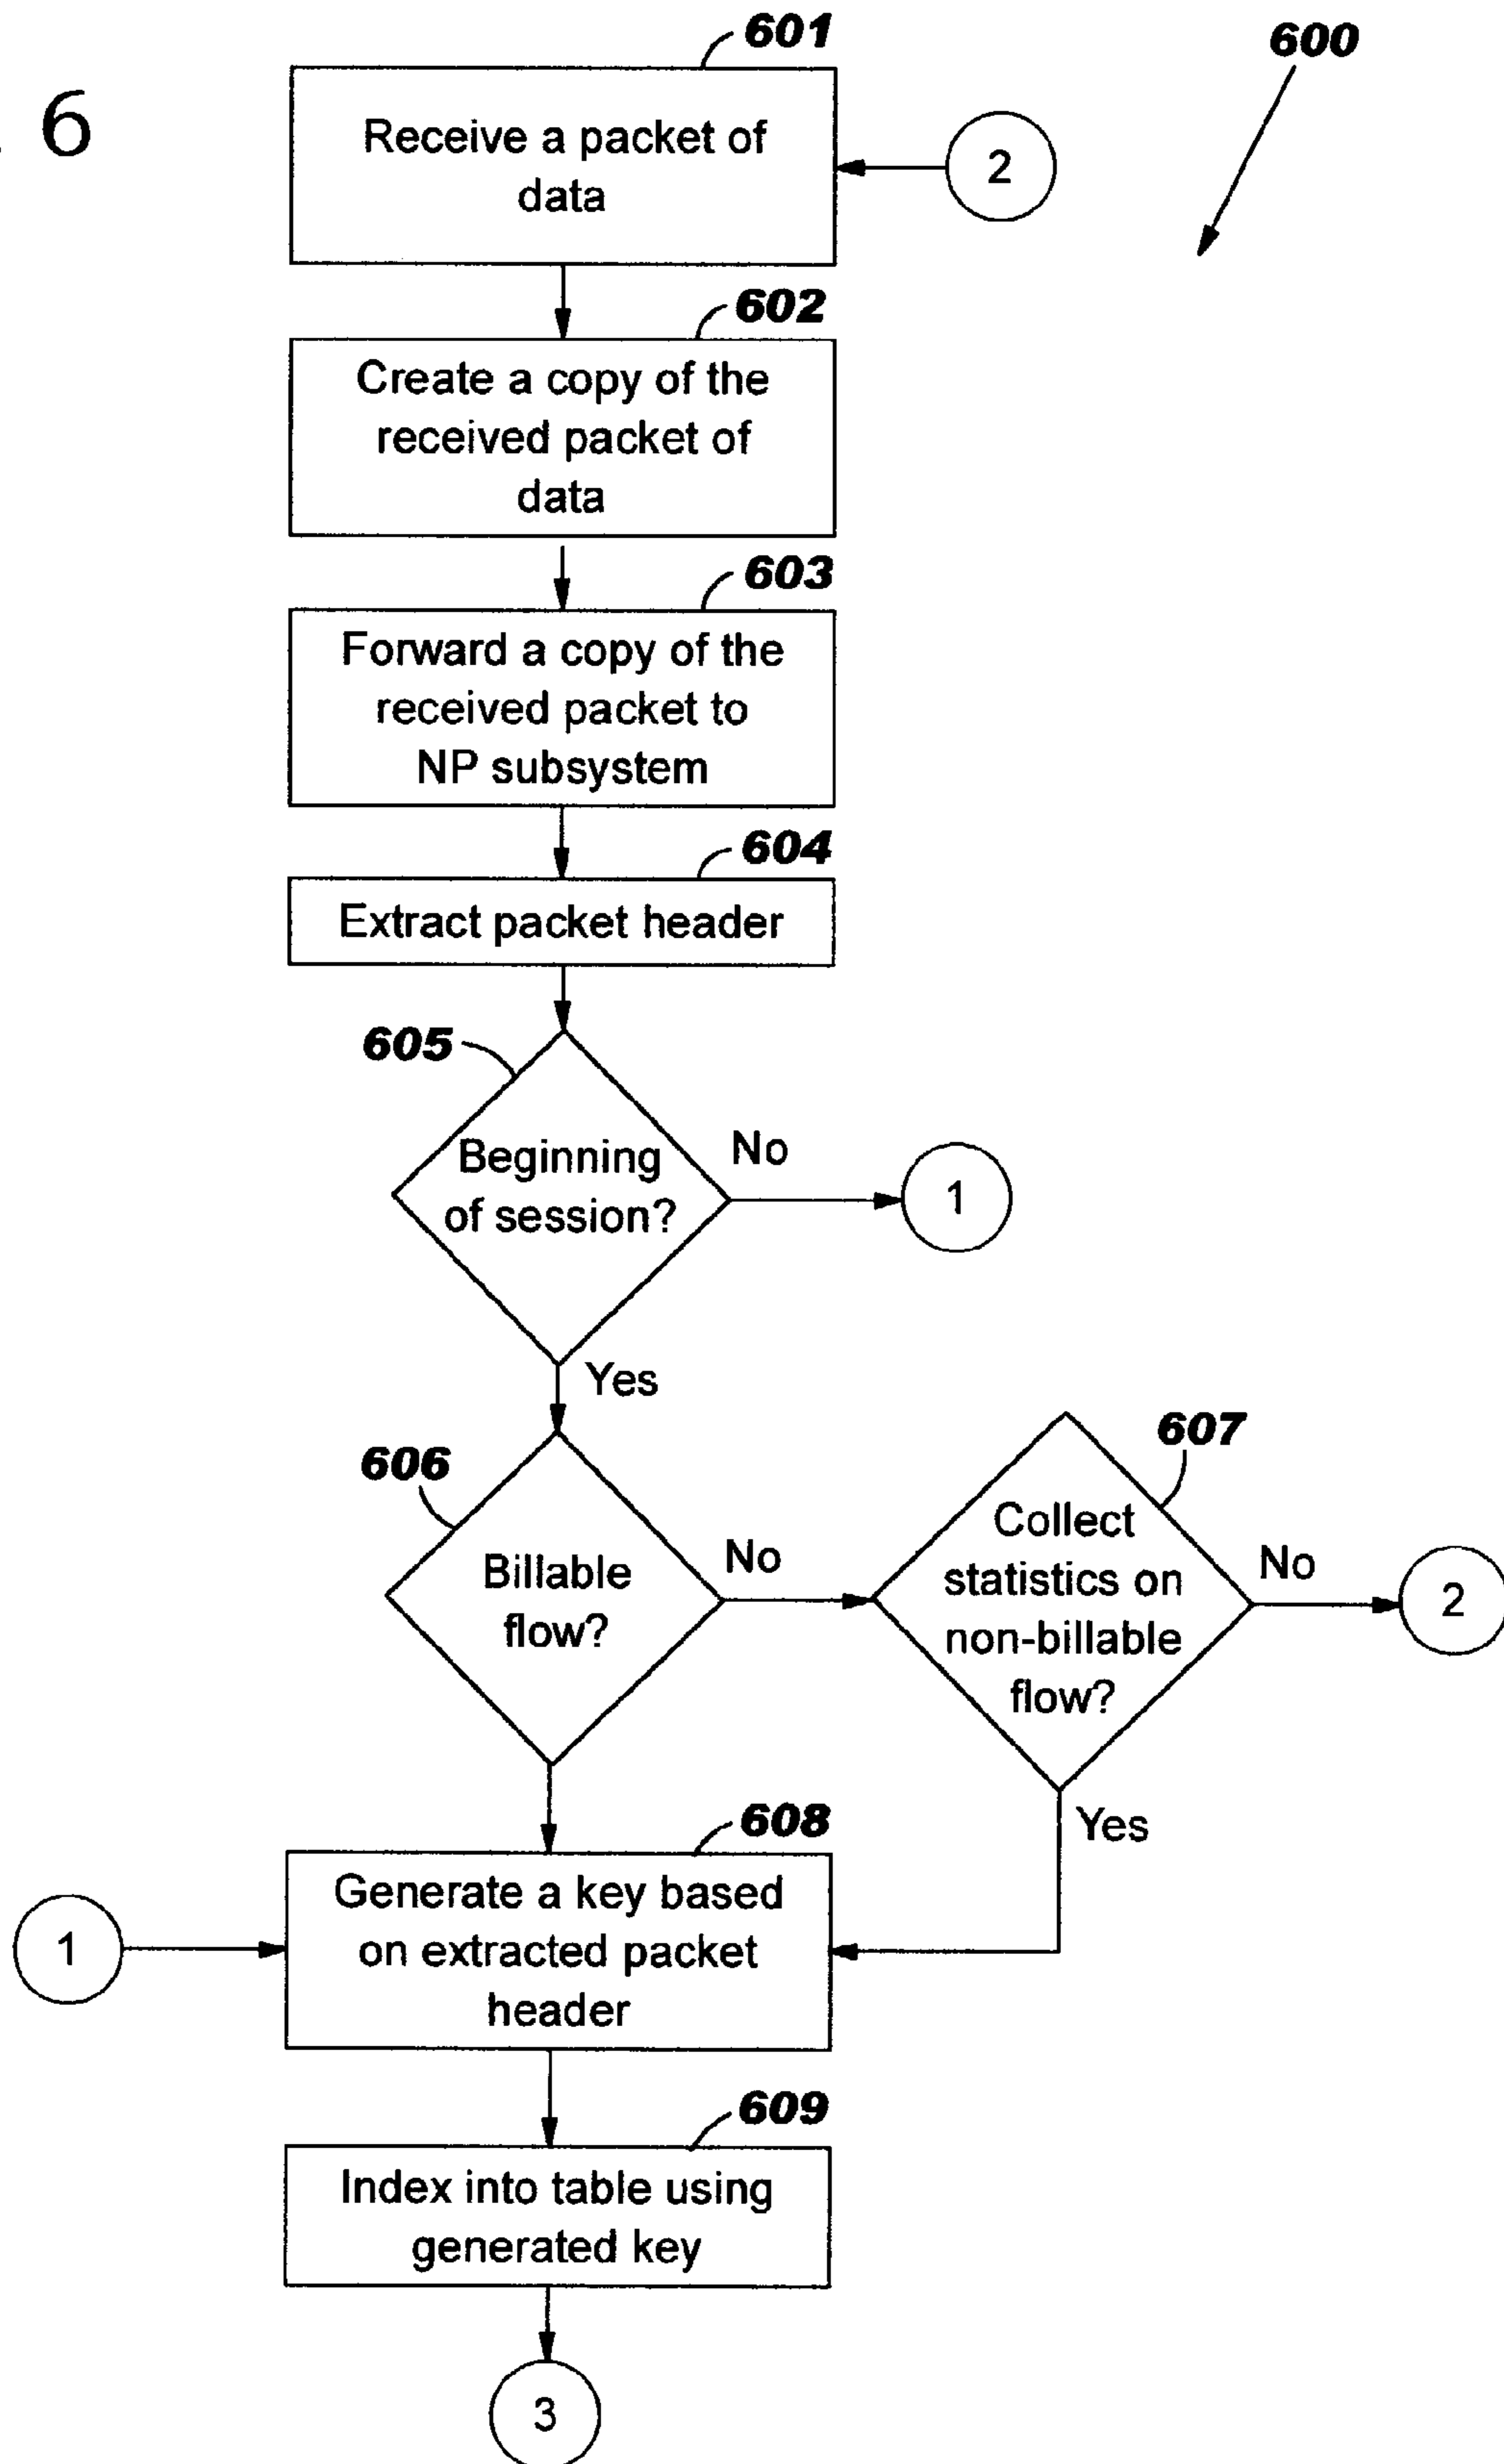 601
600
. 6
Receive a packet of
data
2
602
Create a copy of the
received packet of
data
603
Forward a copy of the
received packet to
NP subsystem
604
Extract packet header
605
Beginning
of session?
No
1
Yes
606
607
Billable
flow?
No
Collect
statistics on
non-billable
flow?
No
2
Yes
608
1
Generate a key based
on extracted packet
header
609
Index into table using
generated key
3